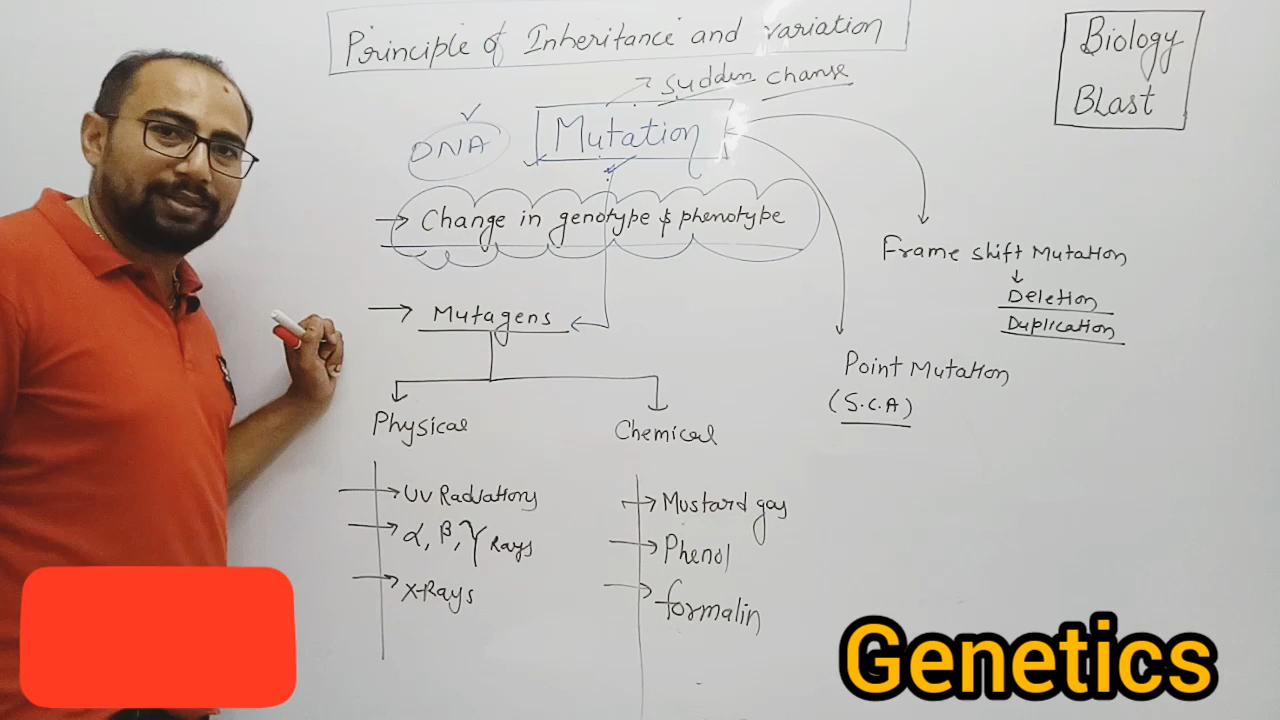 Principle of Inheritance and variation
Biology
BLast
sudden change
DNA
Mutation
Change in genotype & phenotype
Frame shift Mutation
Deletion
Duplication
Mutagens
Point Mutation
(S.C.A)
Physical
Chemical
UV Radiations
α, β, γ Rays
X-Rays
Mustard gas
Phenol
formalin
Genetics